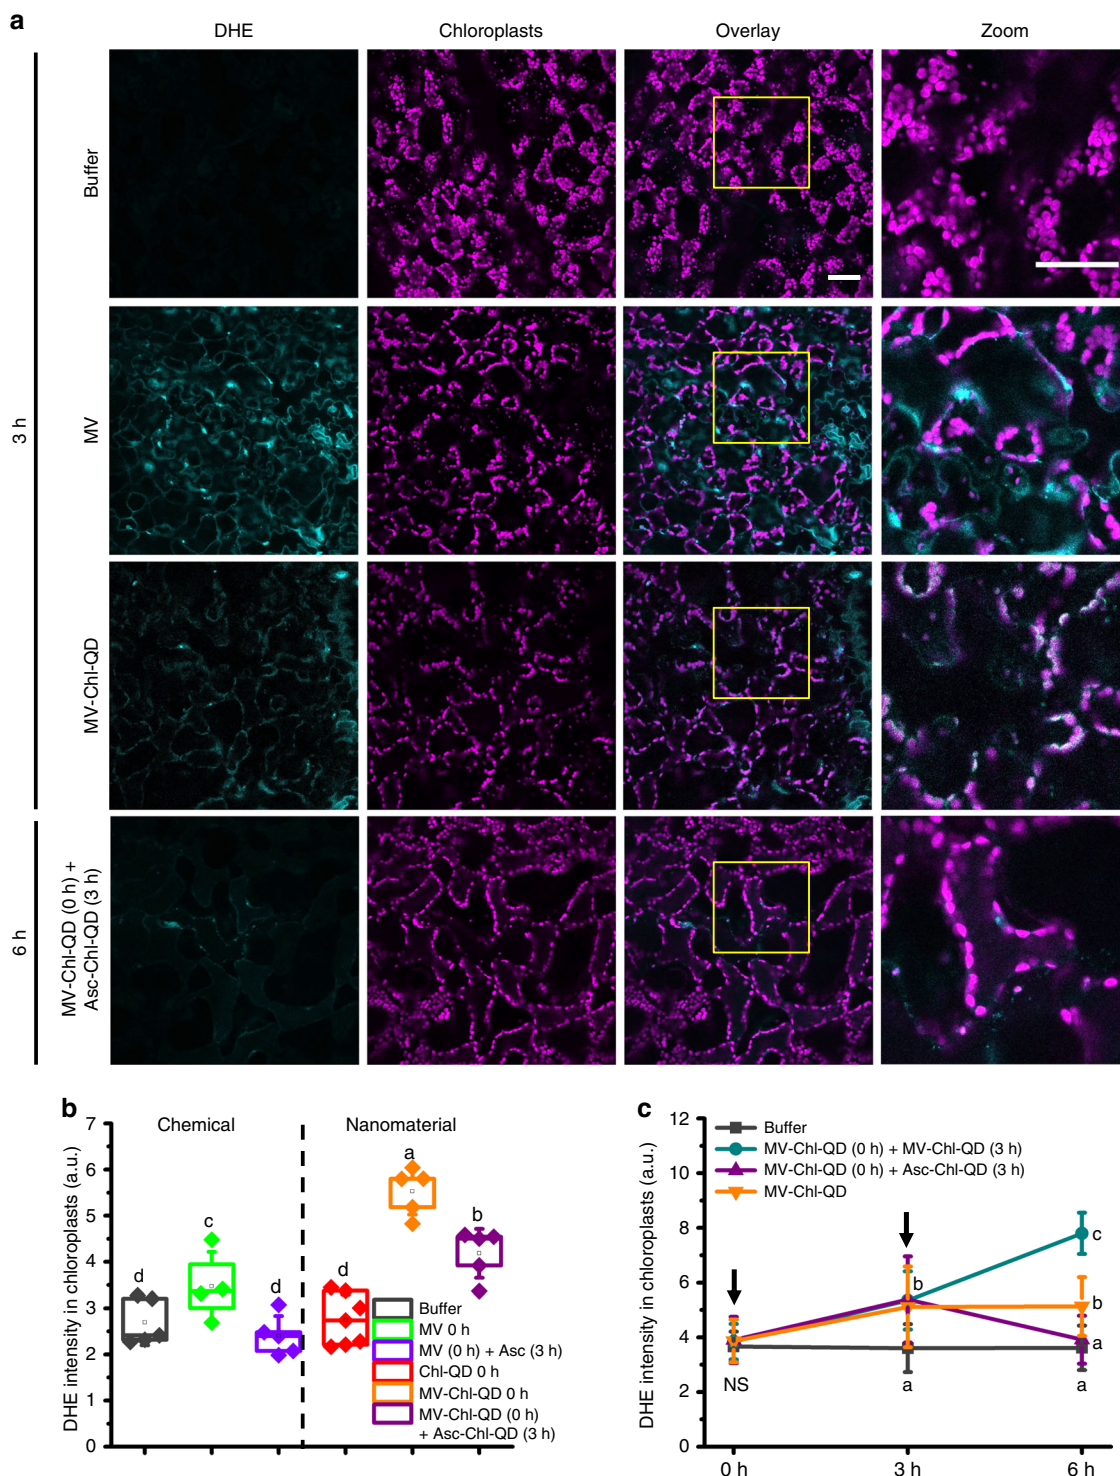 a
DHE
Chloroplasts
Overlay
Zoom
3 h
Buffer
MV
MV-Chl-QD
6 h
MV-Chl-QD (0 h) +
Asc-Chl-QD (3 h)
b
Chemical
Nanomaterial
DHE intensity in chloroplasts (a.u.)
7
6
5
4
3
2
1
0
d
c
d
d
a
b
Buffer
MV 0 h
MV (0 h) + Asc (3 h)
Chl-QD 0 h
MV-Chl-QD 0 h
MV-Chl-QD (0 h)
+ Asc-Chl-QD (3 h)
c
DHE intensity in chloroplasts (a.u.)
12
10
8
6
4
2
0
Buffer
MV-Chl-QD (0 h) + MV-Chl-QD (3 h)
MV-Chl-QD (0 h) + Asc-Chl-QD (3 h)
MV-Chl-QD
c
b
b
a
NS
a
a
0 h
3 h
6 h